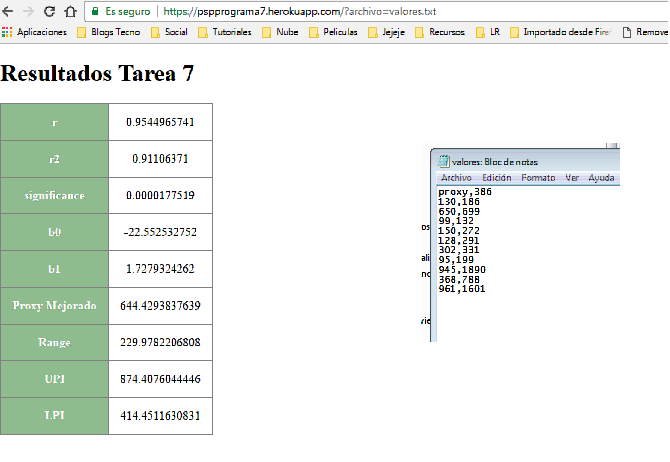 Es seguro | https://pspprograma7.herokuapp.com/?archivo=valores.txt
Aplicaciones Blogs Tecno Social Tutoriales Nube Peliculas Jejeje Recursos LR Importado desde Firef Remove
Resultados Tarea 7
r 0.9544965741
r2 0.91106371
significance 0.0000177519
b0 -22.552532752
b1 1.7279324262
Proxy Mejorado 644.4293837639
Range 229.9782206808
UPI 874.4076044446
LPI 414.4511630831
os
ali
no
vie
valores: Bloc de notas
Archivo Edición Formato Ver Ayuda
proxy,386
130,186
650,699
99,132
150,272
128,291
302,331
95,199
945,1890
368,788
961,1601